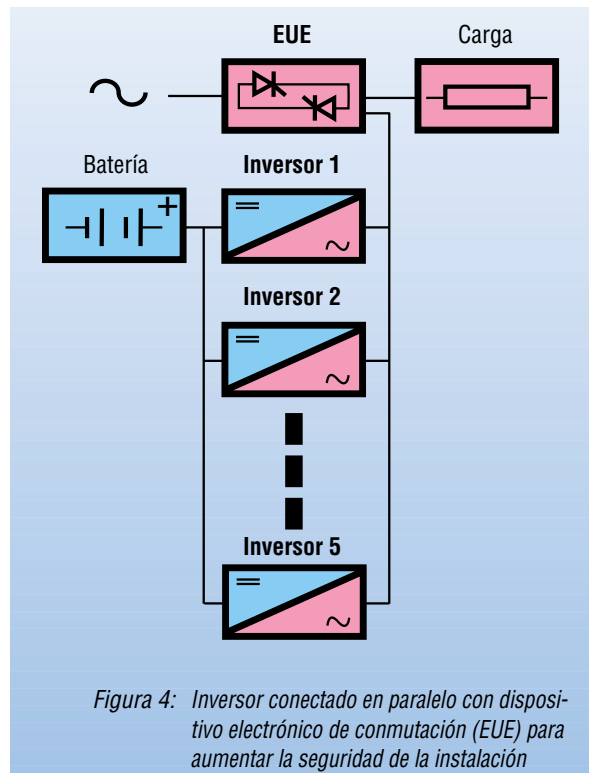 EUE
Carga
Batería
Inversor 1
Inversor 2
Inversor 5
Figura 4: Inversor conectado en paralelo con disposi-
tivo electrónico de conmutación (EUE) para
aumentar la seguridad de la instalación